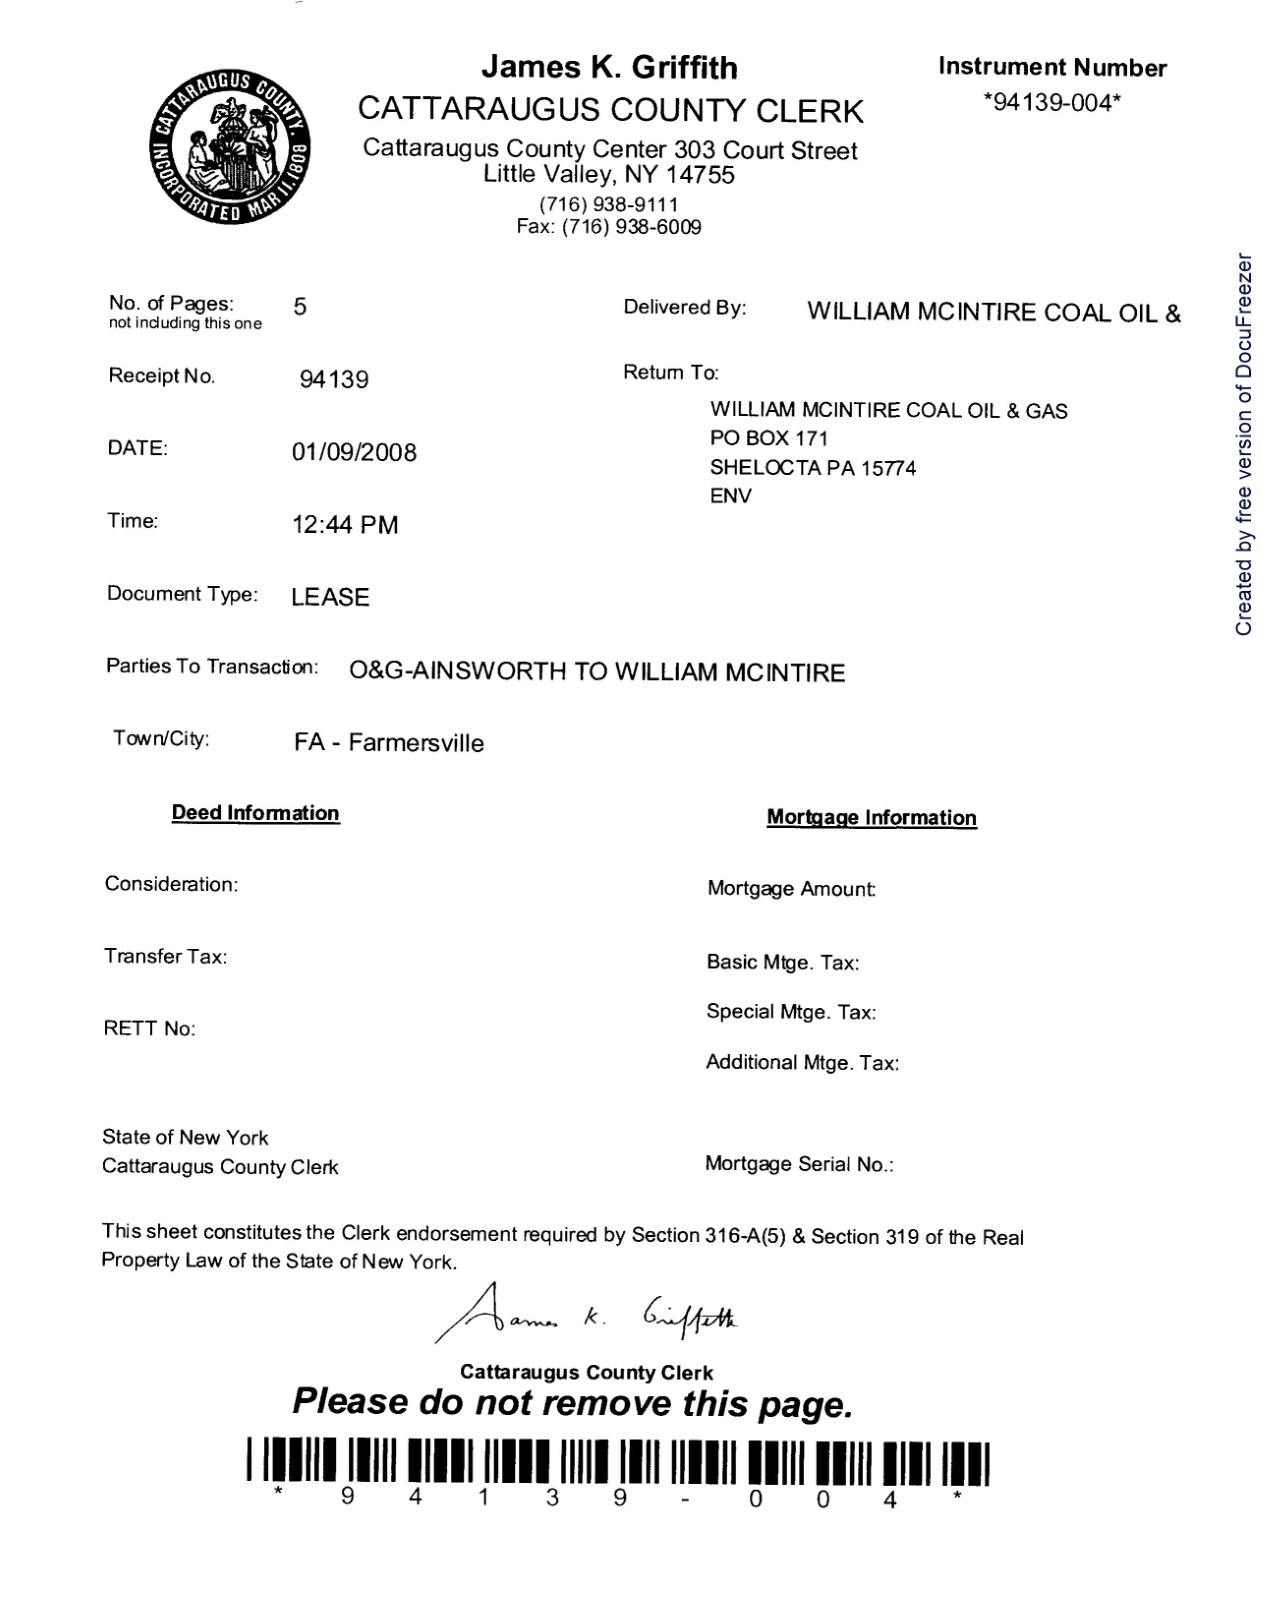 James K. Griffith
CATTARAUGUS COUNTY CLERK
Cattaraugus County Center 303 Court Street
Little Valley, NY 14755
(716) 938-9111
Fax: (716) 938-6009
Instrument Number
*94139-004*
CATTARAUGUS COUNTY.
INCORPORATED MAR 11.1808
No. of Pages: 5
not including this one
Delivered By: WILLIAM MCINTIRE COAL OIL &
Receipt No. 94139
Return To:
WILLIAM MCINTIRE COAL OIL & GAS
PO BOX 171
SHELOCTA PA 15774
ENV
DATE: 01/09/2008
Time: 12:44 PM
Document Type: LEASE
Parties To Transaction: O&G-AINSWORTH TO WILLIAM MCINTIRE
Town/City: FA - Farmersville
Deed Information
Mortgage Information
Consideration:
Mortgage Amount:
Transfer Tax:
Basic Mtge. Tax:
Special Mtge. Tax:
RETT No:
Additional Mtge. Tax:
State of New York
Cattaraugus County Clerk
Mortgage Serial No.:
This sheet constitutes the Clerk endorsement required by Section 316-A(5) & Section 319 of the Real
Property Law of the State of New York.
James K. Griffith
Cattaraugus County Clerk
Please do not remove this page.
* 9 4 1 3 9 - 0 0 4 *
Created by free version of DocuFreezer